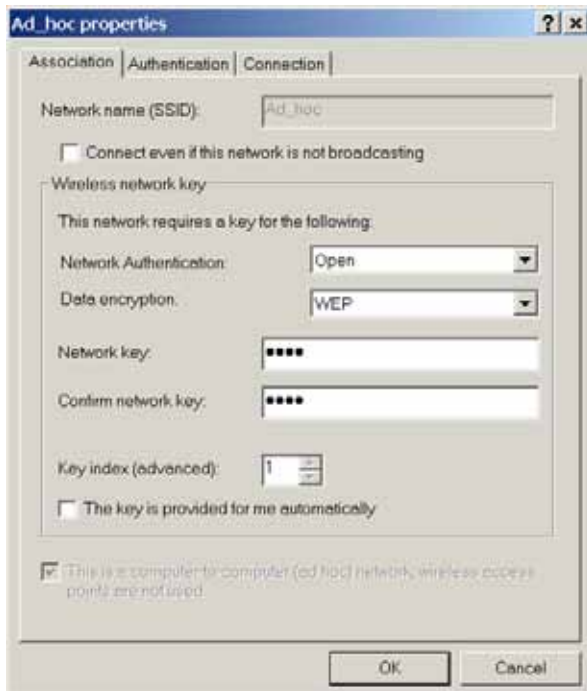 Ad_hoc properties
Association Authentication Connection
Network name (SSID): Ad_hoc
Connect even if this network is not broadcasting
Wireless network key
This network requires a key for the following:
Network Authentication: Open
Data encryption: WEP
Network key: ••••
Confirm network key: ••••
Key index (advanced): 1
The key is provided for me automatically
This is a computer to computer (ad hoc) network; wireless access
points are not used
OK Cancel